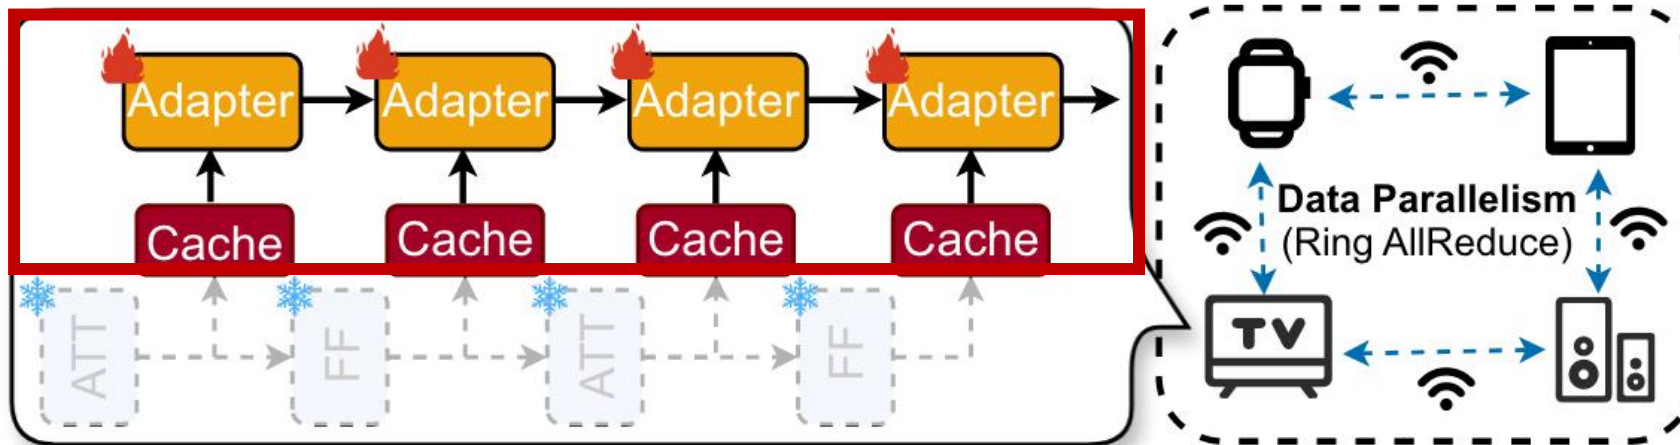 Adapter Adapter Adapter Adapter
Cache Cache Cache Cache
ATT FF ATT FF
Data Parallelism
(Ring AllReduce)
TV